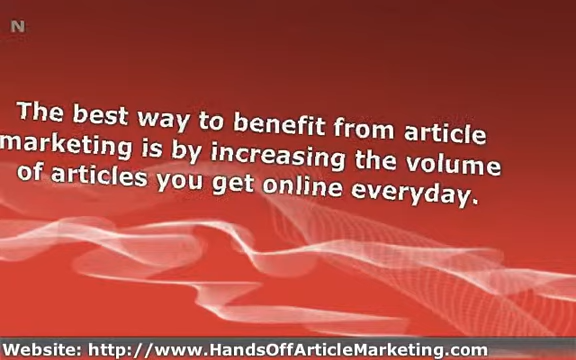 N
The best way to benefit from article
marketing is by increasing the volume
of articles you get online everyday.
Website: http://www.HandsOffArticleMarketing.com